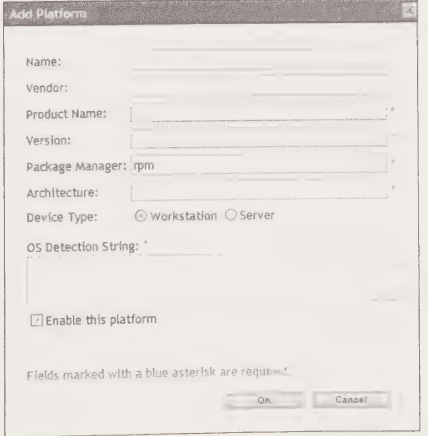 Add Platform
Name:
Vendor:
Product Name: *
Version:
Package Manager: rpm *
Architecture: *
Device Type: Workstation Server
OS Detection String: *
Enable this platform
Fields marked with a blue asterisk are required.
OK Cancel